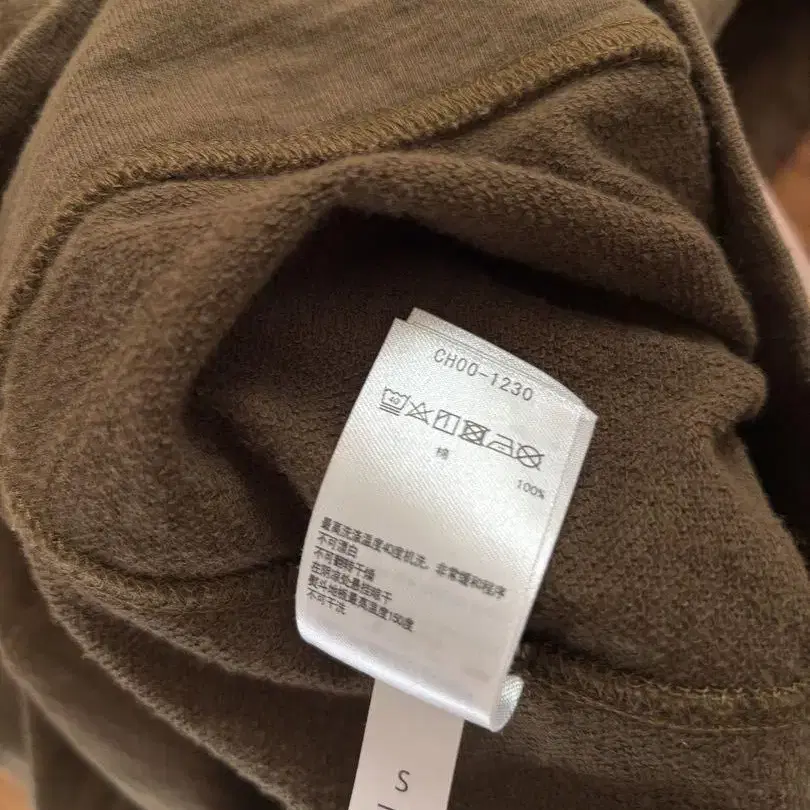 CH00-1230
40
棉
100%
最高洗涤温度40度机洗, 非常缓和程序
不可漂白
不可翻转干燥
在阴凉处悬挂晾干
熨斗地板最高温度150度
不可干洗
S